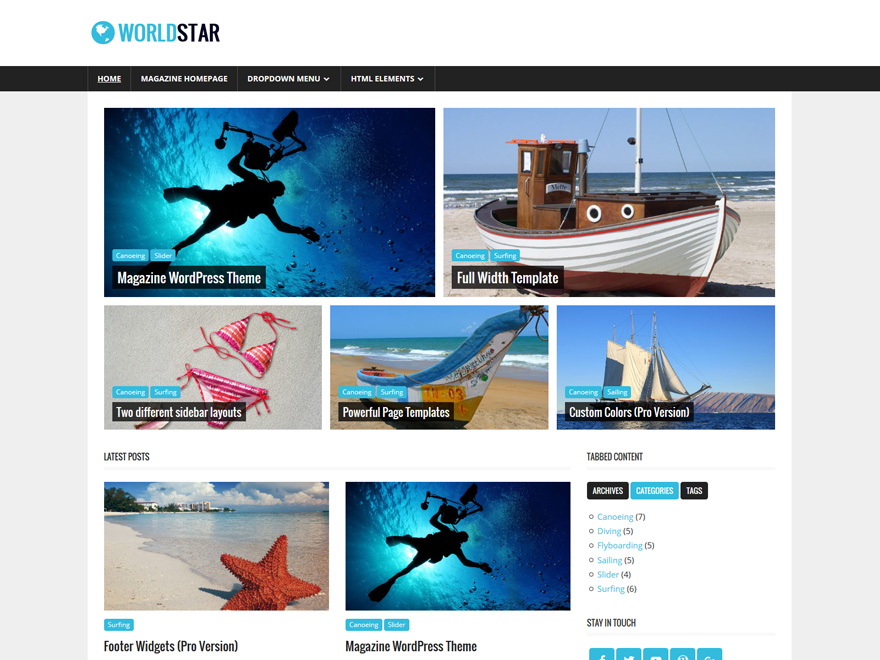 WORLDSTAR
HOME
MAGAZINE HOMEPAGE
DROPDOWN MENU
HTML ELEMENTS
Canoeing Slider
Magazine WordPress Theme
Meffe
Canoeing Surfing
Full Width Template
Canoeing Surfing
Two different sidebar layouts
Canoeing Surfing
Powerful Page Templates
Canoeing Sailing
Custom Colors (Pro Version)
LATEST POSTS
Surfing
Footer Widgets (Pro Version)
Canoeing Slider
Magazine WordPress Theme
TABBED CONTENT
ARCHIVES CATEGORIES TAGS
Canoeing (7)
Diving (5)
Flyboarding (5)
Sailing (5)
Slider (4)
Surfing (6)
STAY IN TOUCH